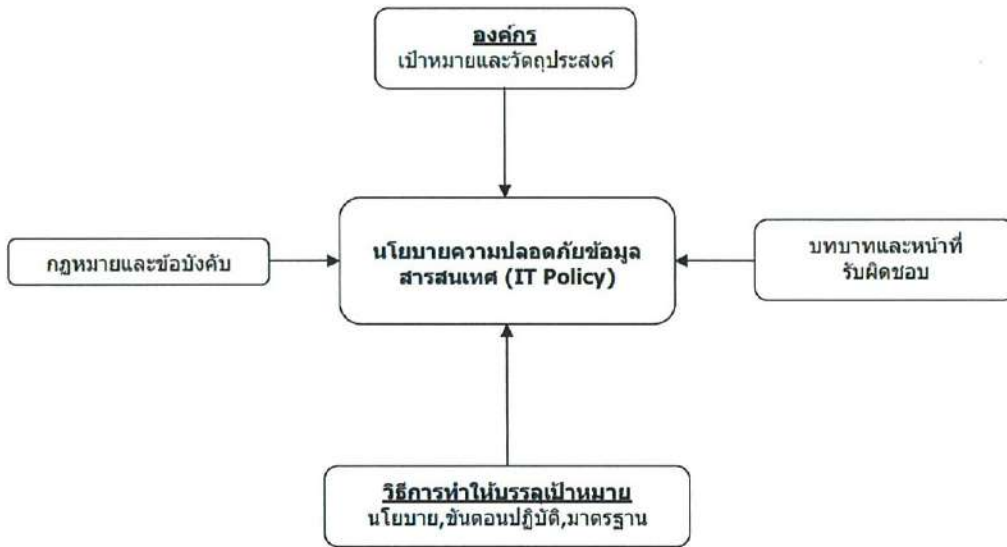 องค์กร
เป้าหมายและวัตถุประสงค์
กฎหมายและข้อบังคับ
นโยบายความปลอดภัยข้อมูล
สารสนเทศ (IT Policy)
บทบาทและหน้าที่
รับผิดชอบ
วิธีการทำให้บรรลุเป้าหมาย
นโยบาย,ขั้นตอนปฏิบัติ,มาตรฐาน